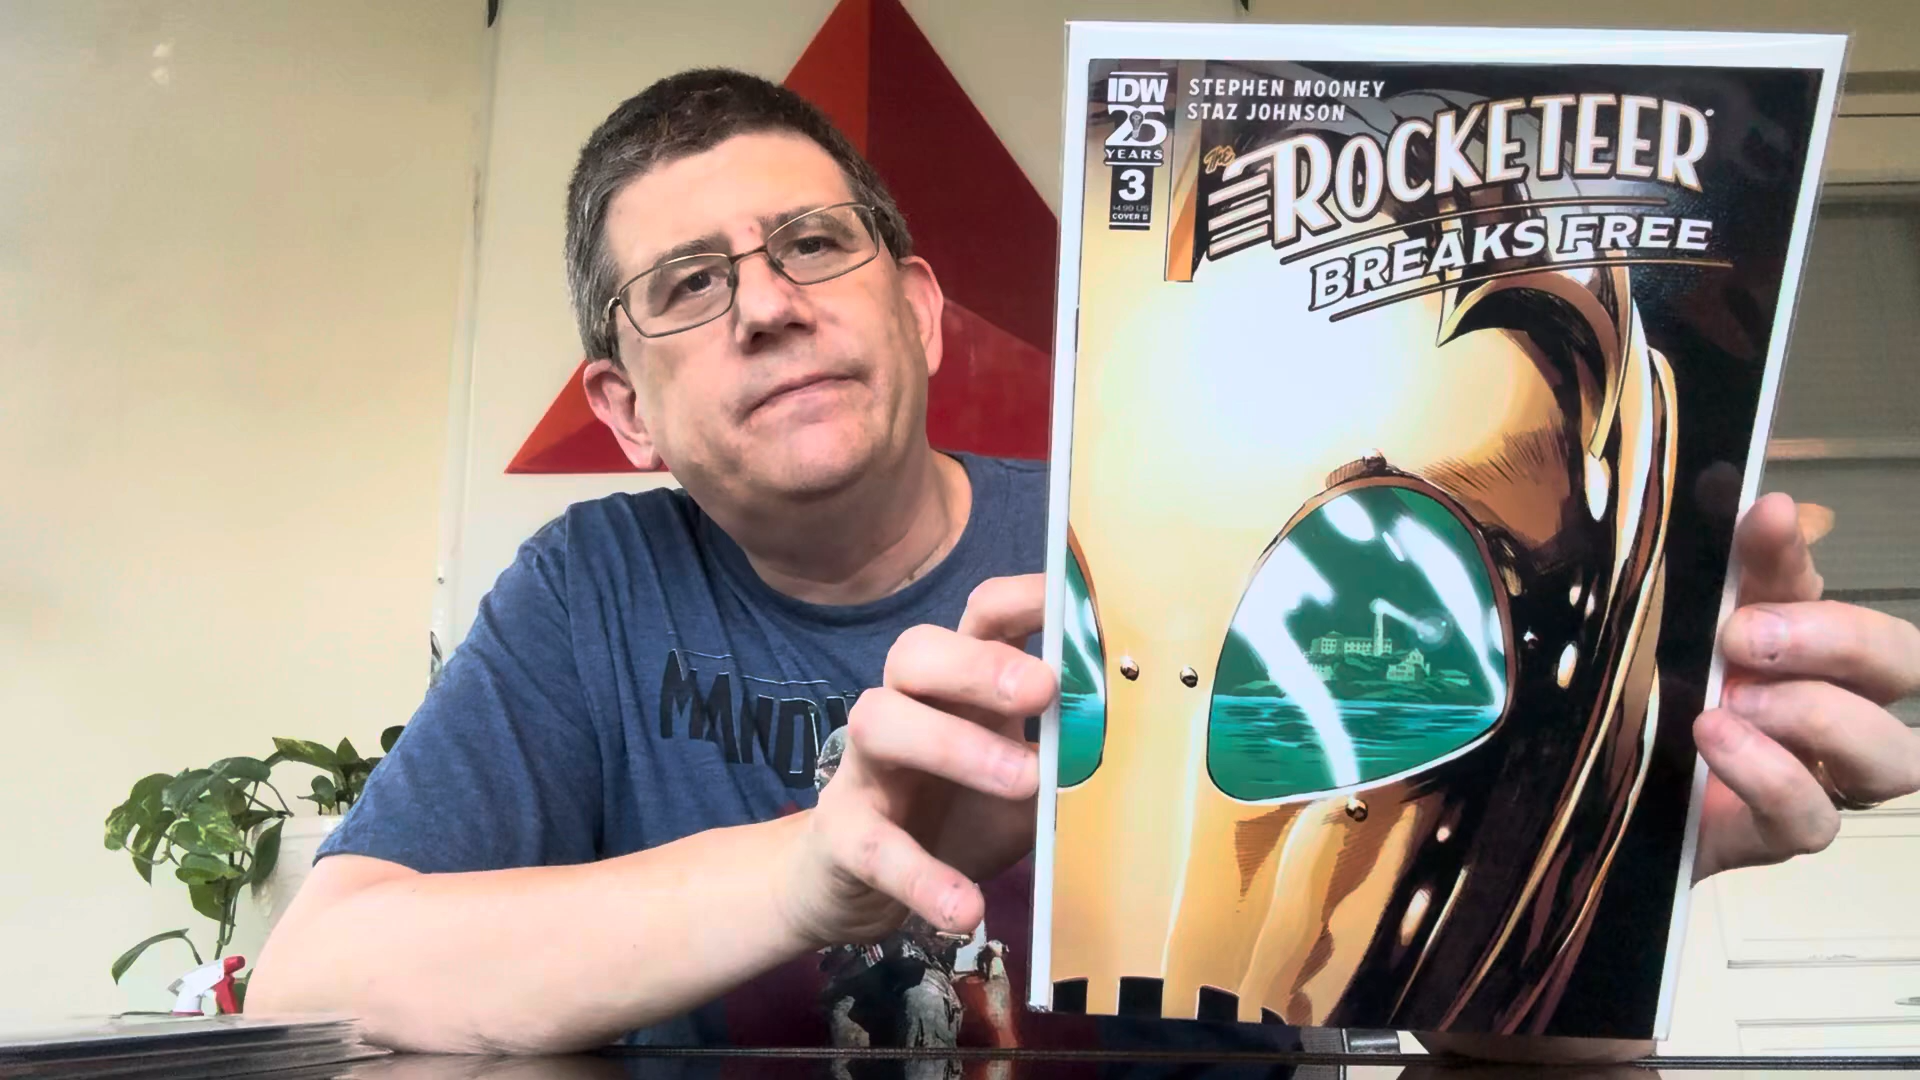 IDW
25
YEARS
3
$4.99 US
COVER B
STEPHEN MOONEY
STAZ JOHNSON
THE
ROCKETEER
BREAKS FREE